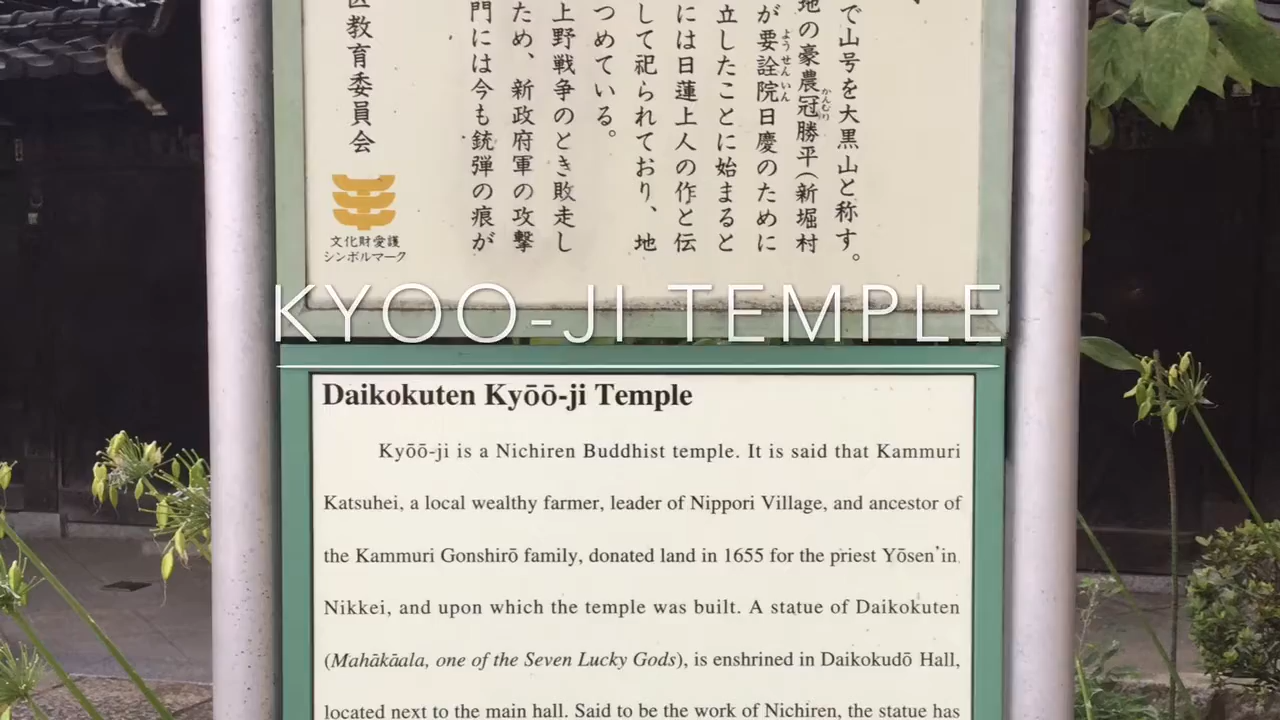 で山号を大黒山と称す。
地の豪農冠勝平(新堀村
かんむり
が要詮院日慶のために
ようせんいん
立したことに始まると
には日蓮上人の作と伝
して祀られており、地
つめている。
上野戦争のとき敗走し
ため、新政府軍の攻撃
門には今も銃弾の痕が
教育委員会
文化財愛護
シンボルマーク
KYOO-JI TEMPLE
Daikokuten Kyōō-ji Temple
Kyōō-ji is a Nichiren Buddhist temple. It is said that Kammuri
Katsuhei, a local wealthy farmer, leader of Nippori Village, and ancestor of
the Kammuri Gonshirō family, donated land in 1655 for the priest Yōsen'in
Nikkei, and upon which the temple was built. A statue of Daikokuten
(Mahākāala, one of the Seven Lucky Gods), is enshrined in Daikokudō Hall,
located next to the main hall. Said to be the work of Nichiren, the statue has